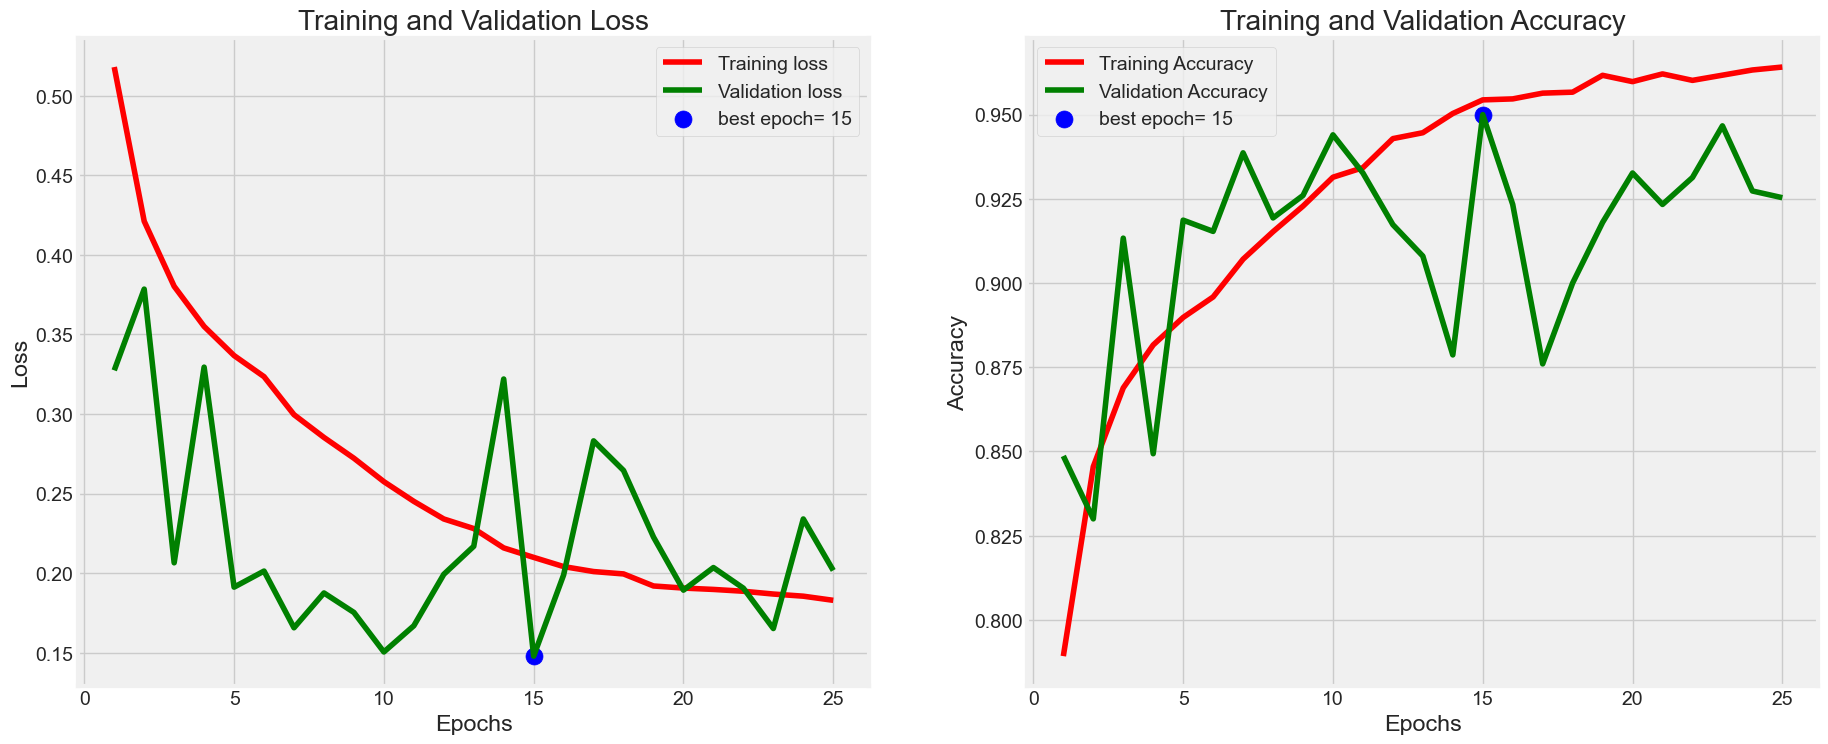 Training and Validation Loss
Training loss
Validation loss
best epoch= 15
0.50
0.45
0.40
0.35
0.30
0.25
0.20
0.15
Loss
0 5 10 15 20 25
Epochs
Training and Validation Accuracy
Training Accuracy
Validation Accuracy
best epoch= 15
0.950
0.925
0.900
0.875
0.850
0.825
0.800
Accuracy
0 5 10 15 20 25
Epochs